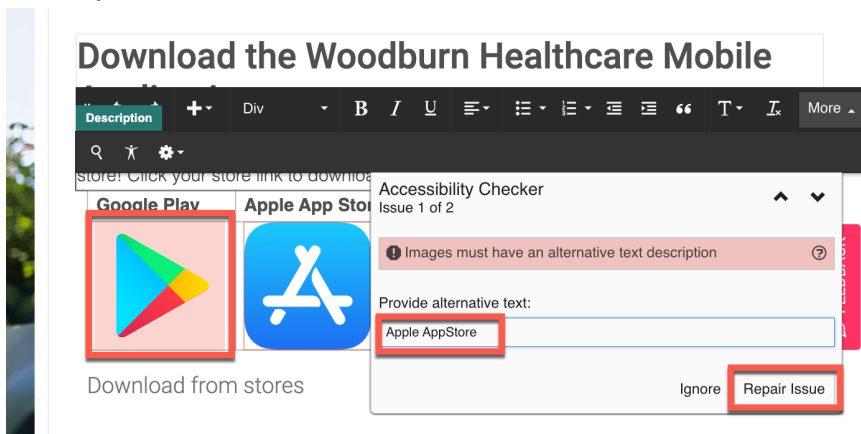 Download the Woodburn Healthcare Mobile
Description
Div
B I U
T
More
store! Click your store link to
Google Play
Apple App Sto
Accessibility Checker
Issue 1 of 2
Images must have an alternative text description
Provide alternative text:
Apple AppStore
Ignore
Repair Issue
FEEDBACK
Download from stores